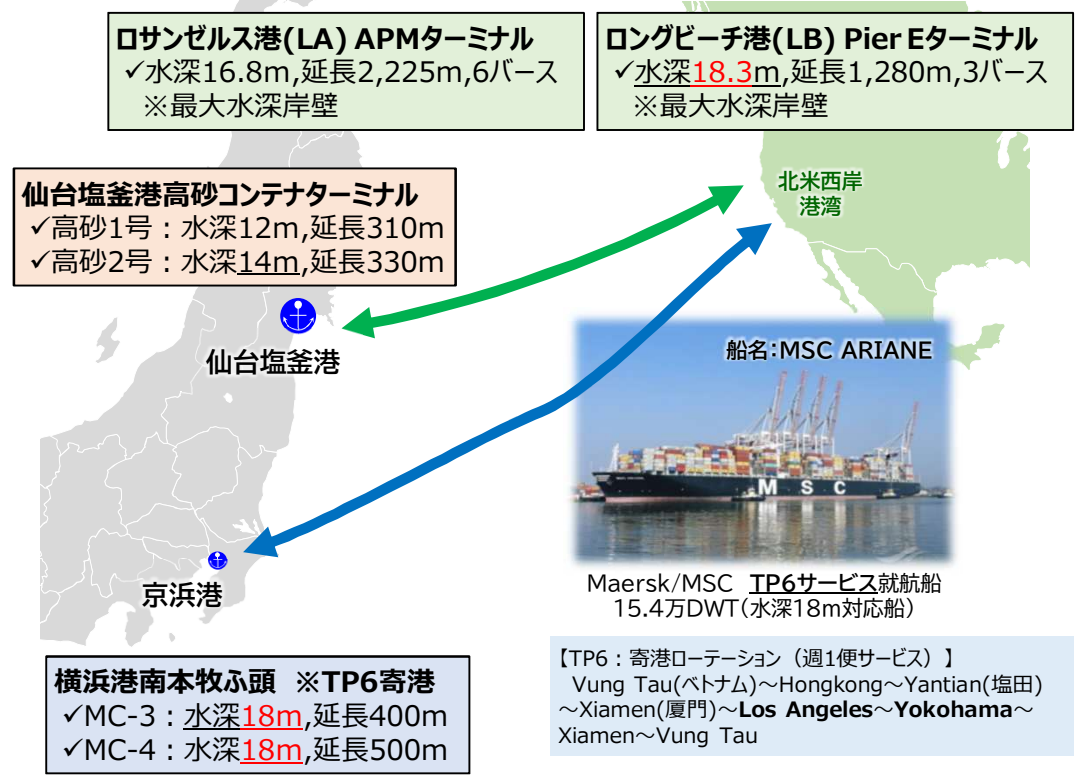 ロサンゼルス港(LA) APMターミナル
✓水深16.8m,延長2,225m,6バース
※最大水深岸壁
ロングビーチ港(LB) Pier Eターミナル
✓水深18.3m,延長1,280m,3バース
※最大水深岸壁
仙台塩釜港高砂コンテナターミナル
✓高砂1号：水深12m,延長310m
✓高砂2号：水深14m,延長330m
北米西岸
港湾
仙台塩釜港
船名：MSC ARIANE
MSC
京浜港
Maersk/MSC TP6サービス就航船
15.4万DWT（水深18m対応船）
横浜港南本牧ふ頭 ※TP6寄港
✓MC-3：水深18m,延長400m
✓MC-4：水深18m,延長500m
【TP6：寄港ローテーション（週1便サービス）】
Vung Tau(ベトナム)～Hongkong～Yantian(塩田)
～Xiamen(厦門)～Los Angeles～Yokohama～
Xiamen～Vung Tau